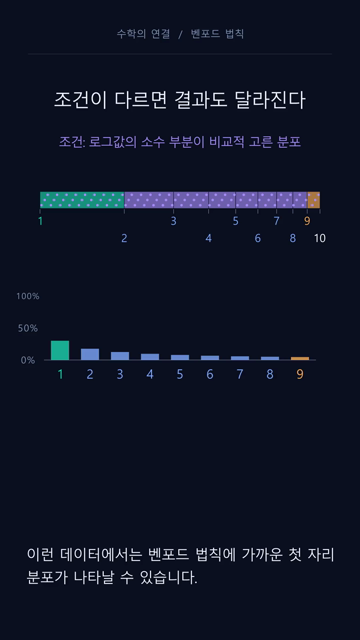 수학의 연결 / 벤포드 법칙
조건이 다르면 결과도 달라진다
조건: 로그값의 소수 부분이 비교적 고른 분포
1 3 5 7 9
2 4 6 8 10
100%
50%
0%
1 2 3 4 5 6 7 8 9
이런 데이터에서는 벤포드 법칙에 가까운 첫 자리
분포가 나타날 수 있습니다.